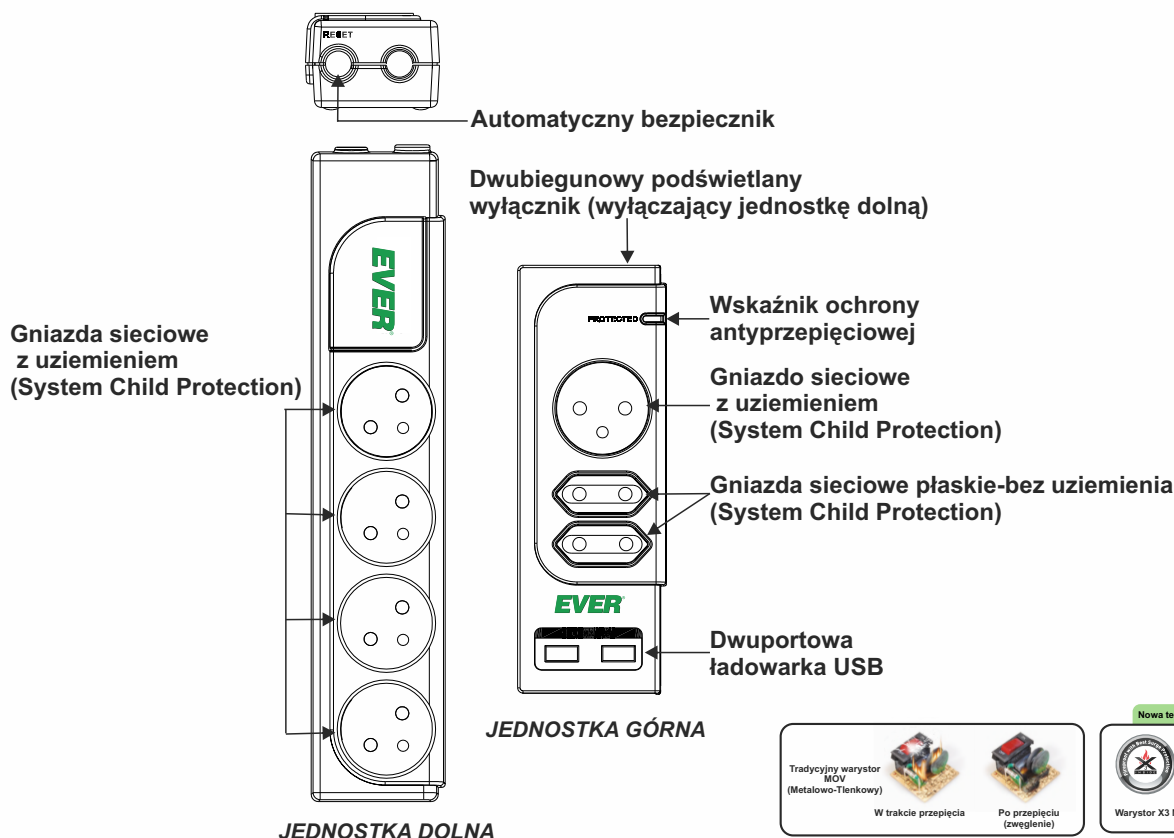 RESET
Automatyczny bezpiecznik
Dwubiegunowy podświetlany
wyłącznik (wyłączający jednostkę dolną)
EVER
Gniazda sieciowe
z uziemieniem
(System Child Protection)
PROTECTED
Wskaźnik ochrony
antyprzepięciowej
Gniazdo sieciowe
z uziemieniem
(System Child Protection)
Gniazda sieciowe płaskie-bez uziemienia
(System Child Protection)
EVER
Dwuportowa
ładowarka USB
JEDNOSTKA GÓRNA
JEDNOSTKA DOLNA
Tradycyjny warystor
MOV
(Metalowo-Tlenkowy)
W trakcie przepięcia
Po przepięciu
(zwęglenie)
Nowa te
Warystor X3